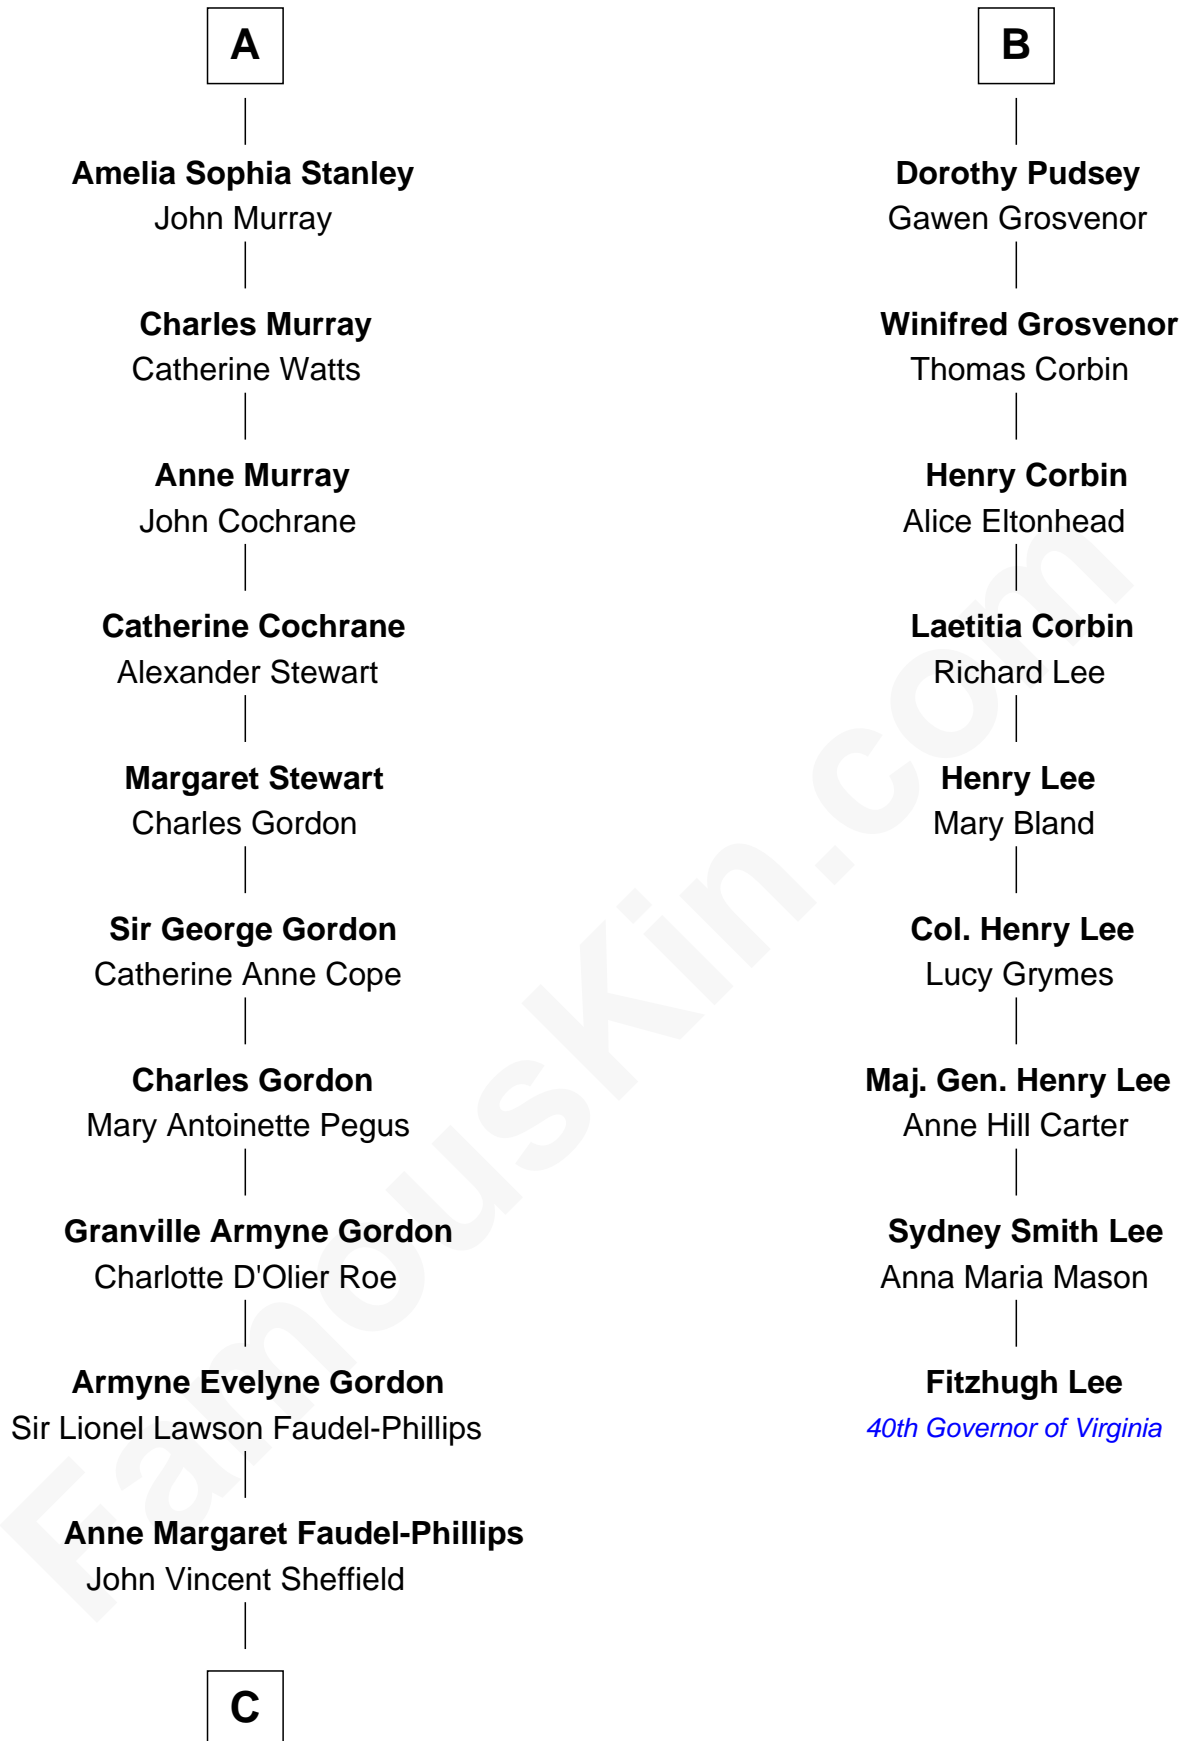 A
Amelia Sophia Stanley
John Murray
Charles Murray
Catherine Watts
Anne Murray
John Cochrane
Catherine Cochrane
Alexander Stewart
Margaret Stewart
Charles Gordon
Sir George Gordon
Catherine Anne Cope
Charles Gordon
Mary Antoinette Pegus
Granville Armyne Gordon
Charlotte D'Olier Roe
Armyne Evelyne Gordon
Sir Lionel Lawson Faudel-Phillips
Anne Margaret Faudel-Phillips
John Vincent Sheffield
C
B
Dorothy Pudsey
Gawen Grosvenor
Winifred Grosvenor
Thomas Corbin
Henry Corbin
Alice Eltonhead
Laetitia Corbin
Richard Lee
Henry Lee
Mary Bland
Col. Henry Lee
Lucy Grymes
Maj. Gen. Henry Lee
Anne Hill Carter
Sydney Smith Lee
Anna Maria Mason
Fitzhugh Lee
40th Governor of Virginia
FamousKin.com